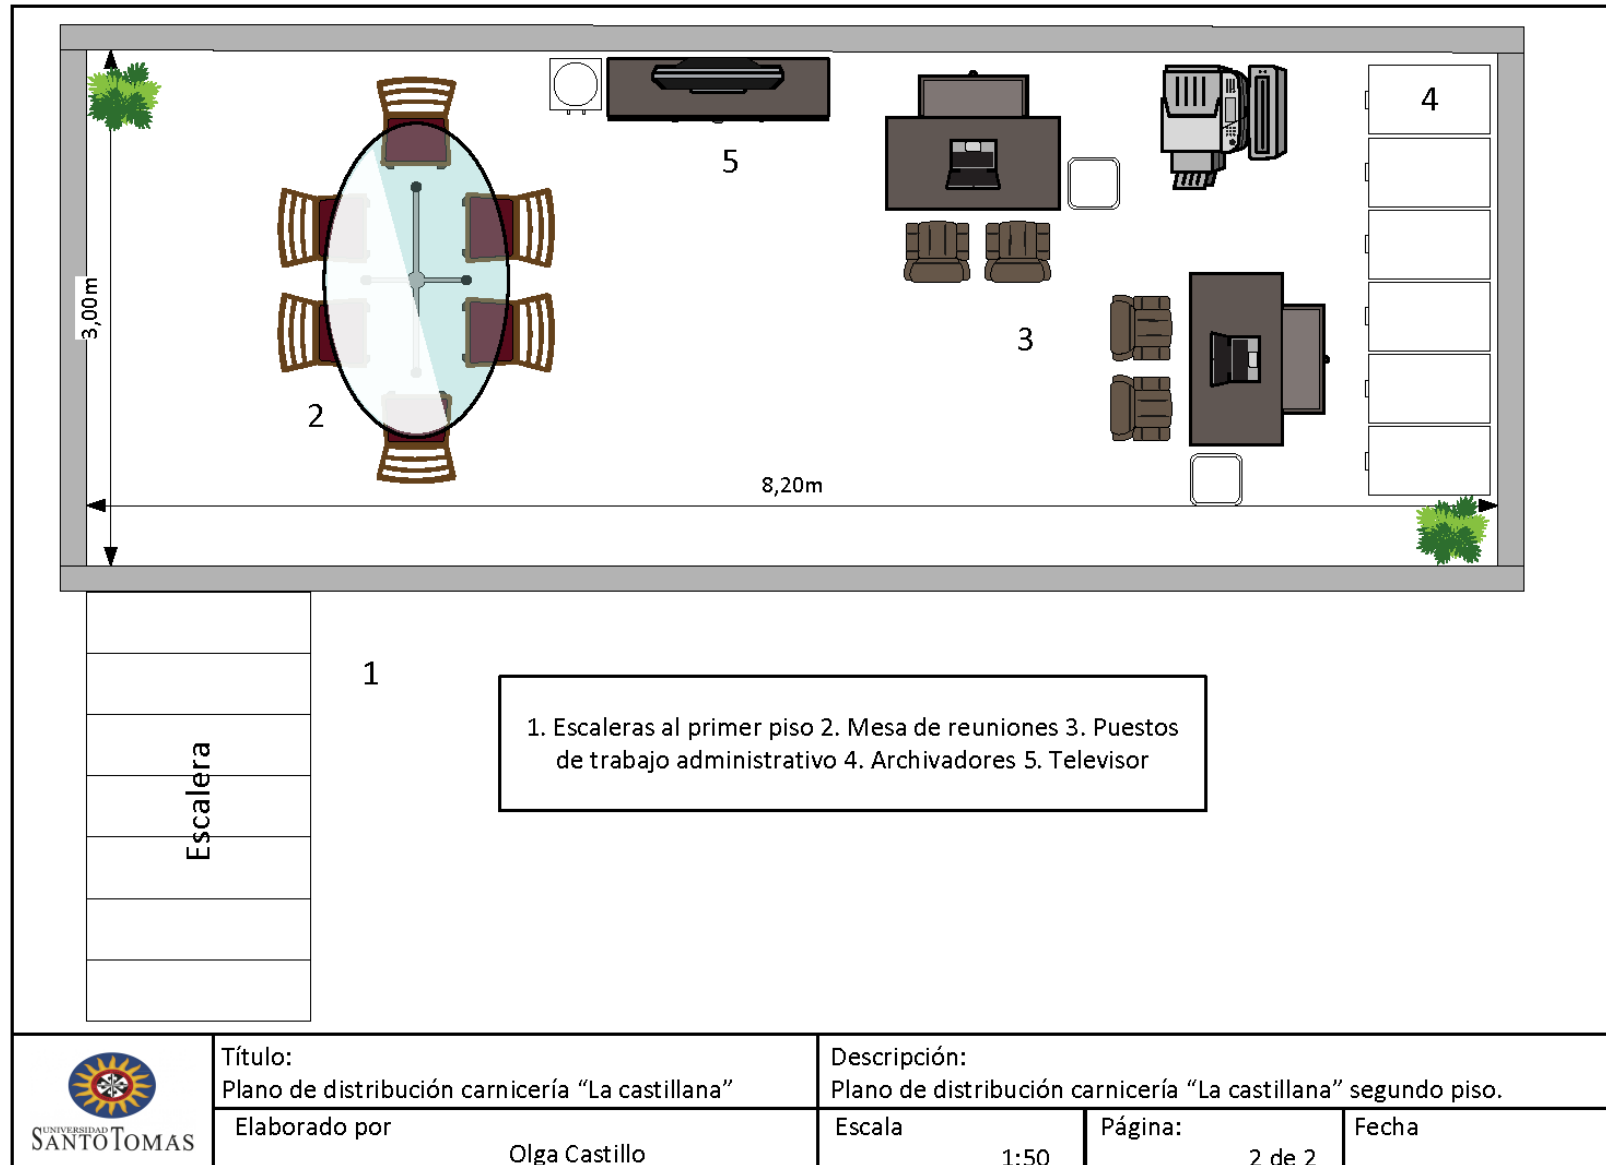 4
5
3,00m
3
2
8,20m
1
1. Escaleras al primer piso 2. Mesa de reuniones 3. Puestos
de trabajo administrativo 4. Archivadores 5. Televisor
Escalera
UNIVERSIDAD
SANTO TOMAS
Título:
Plano de distribución carnicería “La castillana”
Descripción:
Plano de distribución carnicería “La castillana” segundo piso.
Elaborado por
Olga Castillo
Escala
1:50
Página:
2 de 2
Fecha